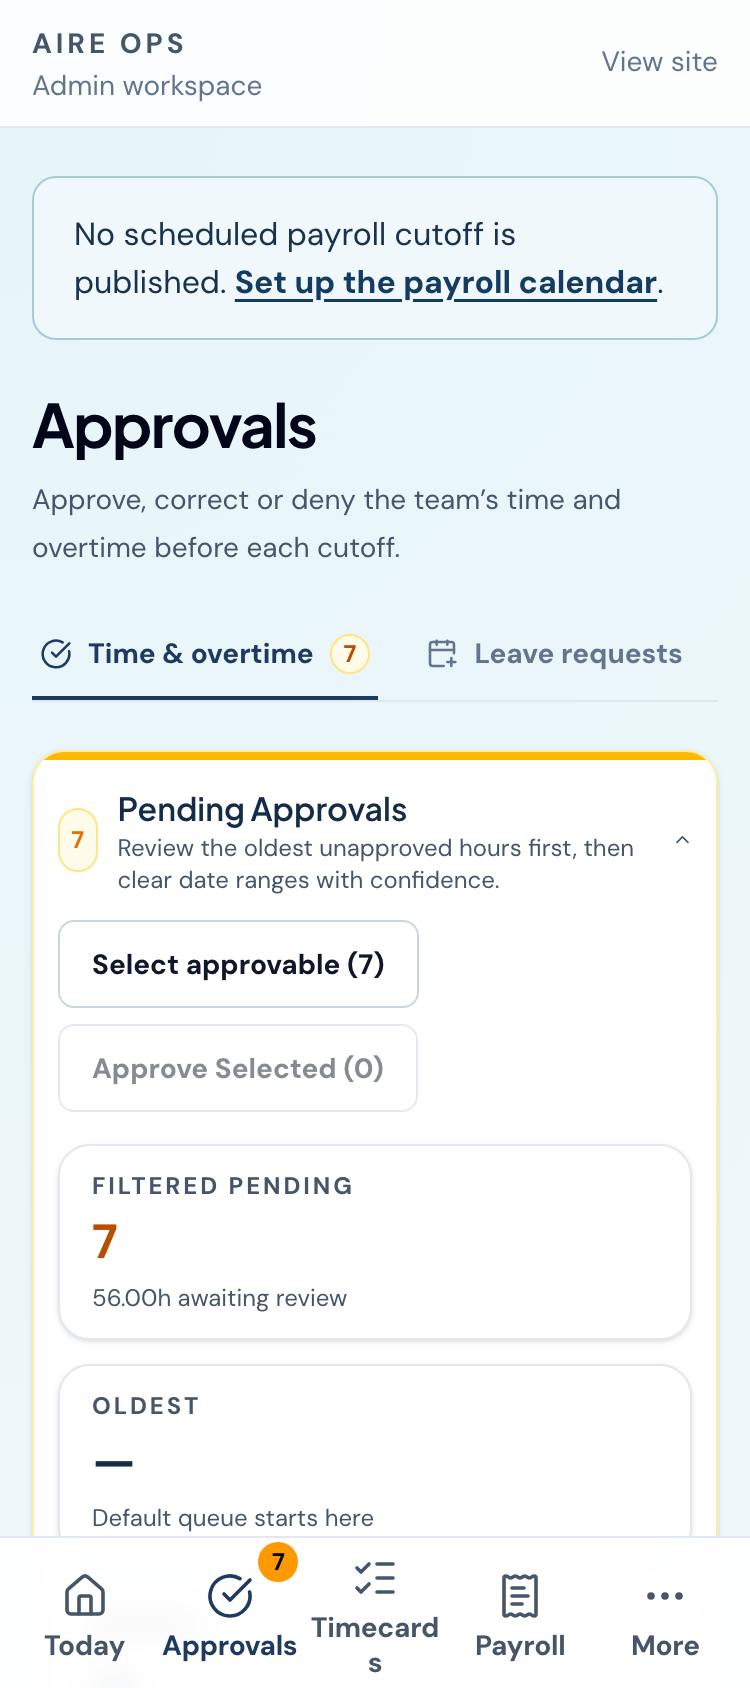 AIRE OPS
Admin workspace
View site
No scheduled payroll cutoff is
published. Set up the payroll calendar.
Approvals
Approve, correct or deny the team’s time and
overtime before each cutoff.
Time & overtime 7
Leave requests
7
Pending Approvals
Review the oldest unapproved hours first, then
clear date ranges with confidence.
Select approvable (7)
Approve Selected (0)
FILTERED PENDING
7
56.00h awaiting review
OLDEST
—
Default queue starts here
Today
7
Approvals
Timecard
s
Payroll
More